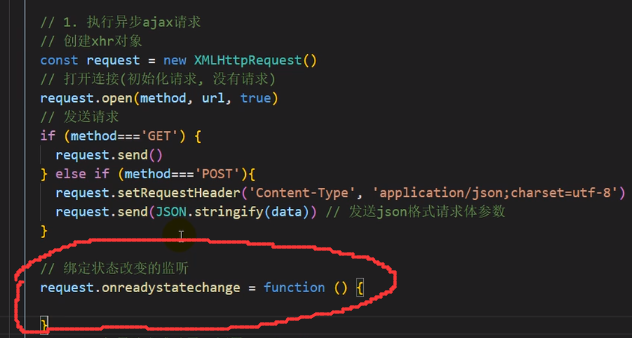 // 1. 执行异步ajax请求
// 创建xhr对象
const request = new XMLHttpRequest()
// 打开连接(初始化请求, 没有请求)
request.open(method, url, true)
// 发送请求
if (method==='GET') {
request.send()
} else if (method==='POST'){
request.setRequestHeader('Content-Type', 'application/json;charset=utf-8')
request.send(JSON.stringify(data)) // 发送json格式请求体参数
}
// 绑定状态改变的监听
request.onreadystatechange = function () {
}